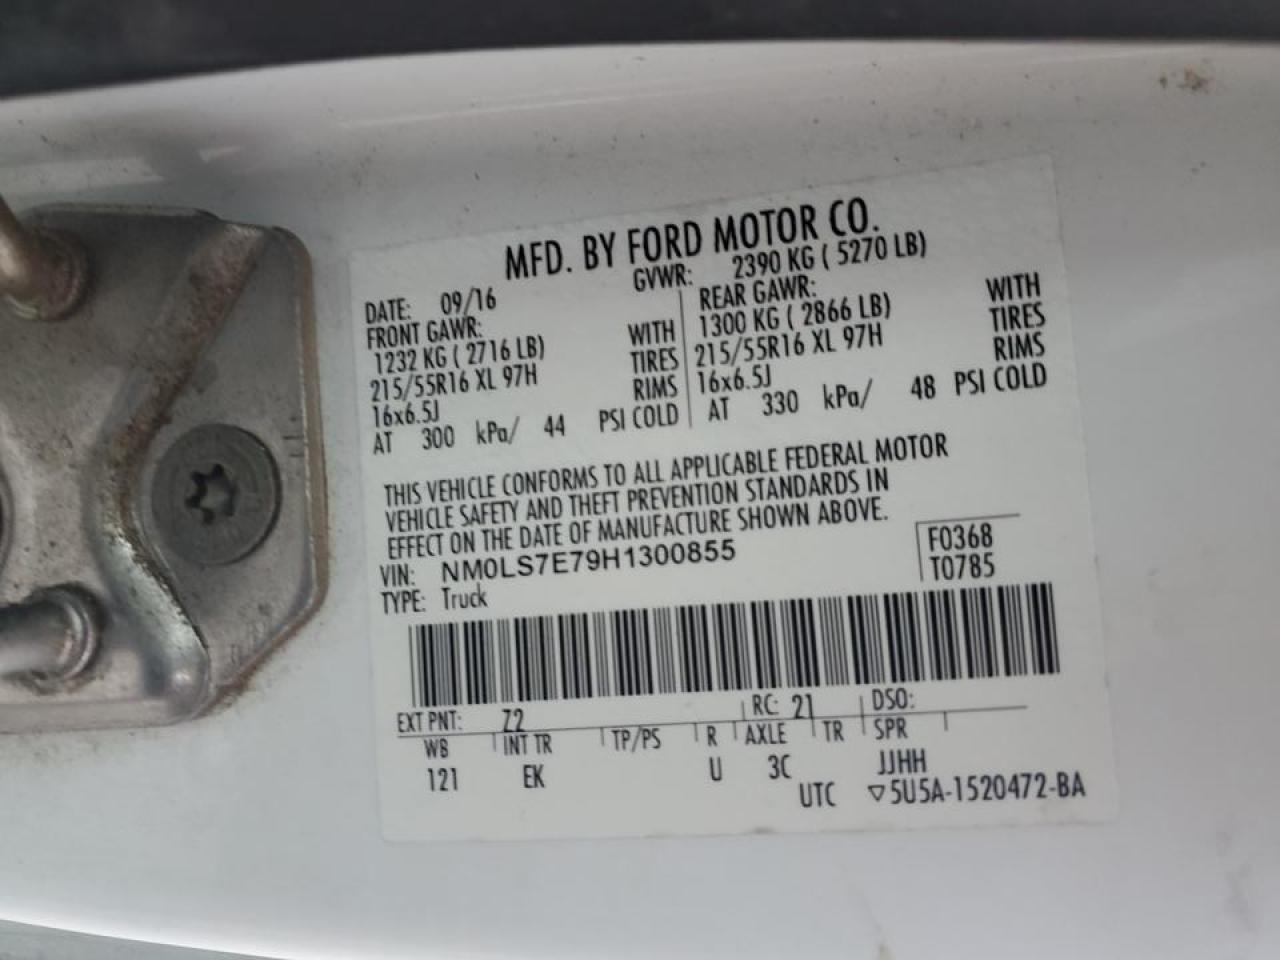 MFD. BY FORD MOTOR CO.
DATE: 09/16 GVWR: 2390 KG ( 5270 LB)
FRONT GAWR: REAR GAWR:
1232 KG ( 2716 LB) WITH 1300 KG ( 2866 LB) WITH
215/55R16 XL 97H TIRES 215/55R16 XL 97H TIRES
16x6.5J RIMS 16x6.5J RIMS
AT 300 kPa/ 44 PSI COLD AT 330 kPa/ 48 PSI COLD
THIS VEHICLE CONFORMS TO ALL APPLICABLE FEDERAL MOTOR
VEHICLE SAFETY AND THEFT PREVENTION STANDARDS IN
EFFECT ON THE DATE OF MANUFACTURE SHOWN ABOVE.
VIN: NM0LS7E79H1300855 F0368
TYPE: Truck T0785
EXT PNT: Z2 RC: 21 DSO:
WB INT TR TP/PS R AXLE TR SPR
121 EK U 3C JJHH
UTC ▽5U5A-1520472-BA